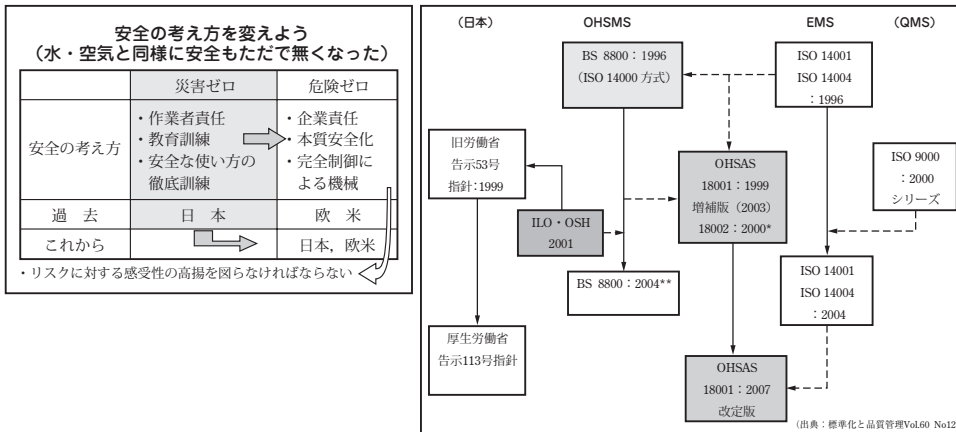 安全の考え方を変えよう
（水・空気と同様に安全もただで無くなった）
災害ゼロ
危険ゼロ
安全の考え方
・作業者責任
・教育訓練
・安全な使い方の
徹底訓練
・企業責任
・本質安全化
・完全制御に
よる機械
過　去
日　本
欧　米
これから
日本，欧米
・リスクに対する感受性の高揚を図らなければならない
（日本）
OHSMS
EMS
（QMS）
BS 8800：1996
（ISO 14000 方式）
ISO 14001
ISO 14004
：1996
旧労働省
告示53号
指針：1999
OHSAS
18001：1999
増補版（2003）
18002：2000*
ISO 9000
：2000
シリーズ
ILO・OSH
2001
BS 8800：2004**
ISO 14001
ISO 14004
：2004
厚生労働省
告示113号指針
OHSAS
18001：2007
改定版
（出典：標準化と品質管理Vol.60 No12